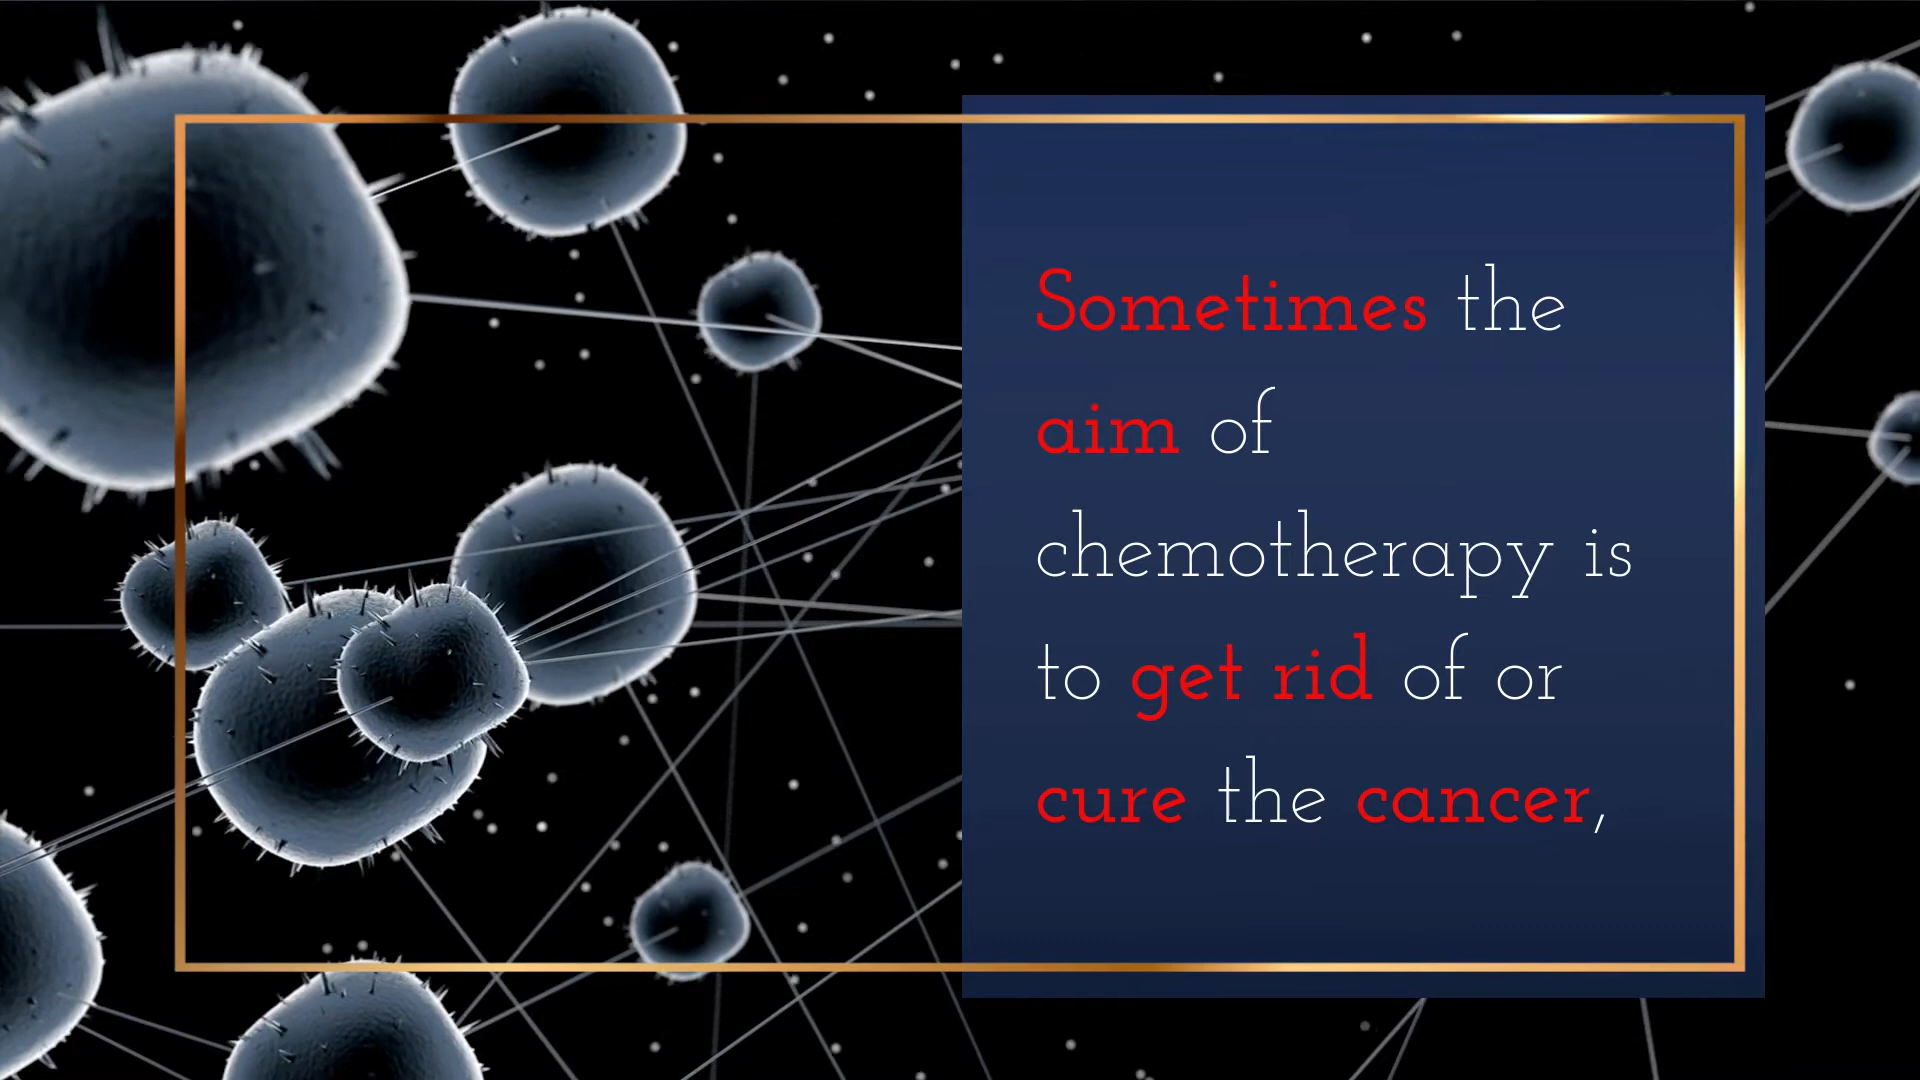 Sometimes the
aim of
chemotherapy is
to get rid of or
cure the cancer,